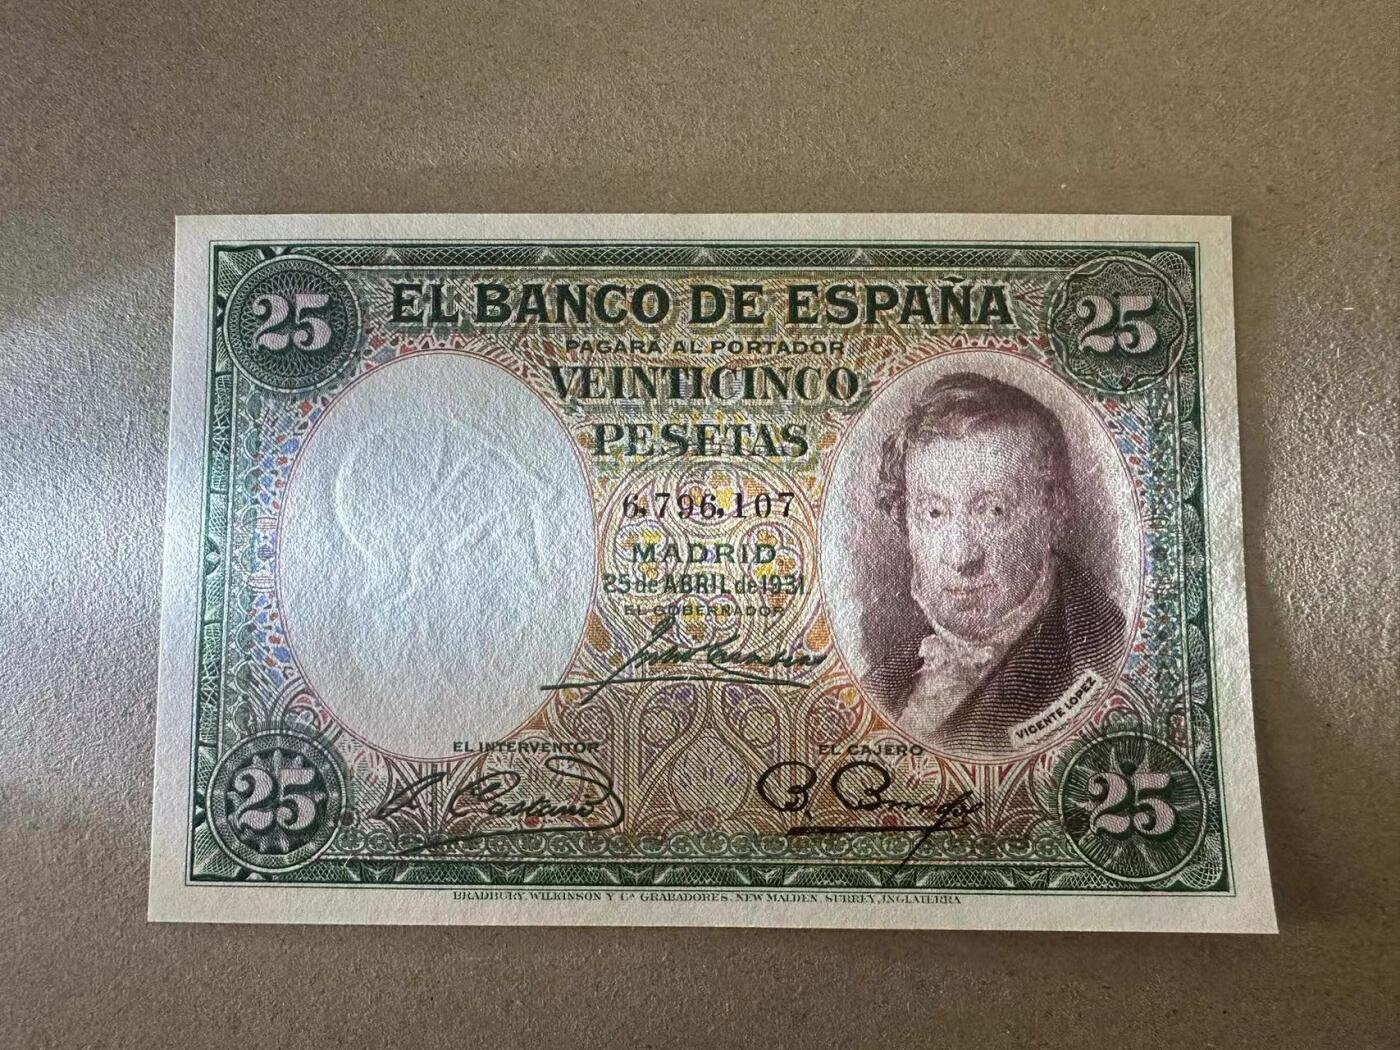 25
25
EL BANCO DE ESPAÑA
PAGARÁ AL PORTADOR
VEINTICINCO
PESETAS
6,796,107
MADRID
25 de ABRIL de 1931
EL GOBERNADOR
VICENTE LOPEZ
EL INTERVENTOR
EL CAJERO
25
25
BRADBURY, WILKINSON Y Cª GRABADORES, NEW MALDEN, SURREY, INGLATERRA